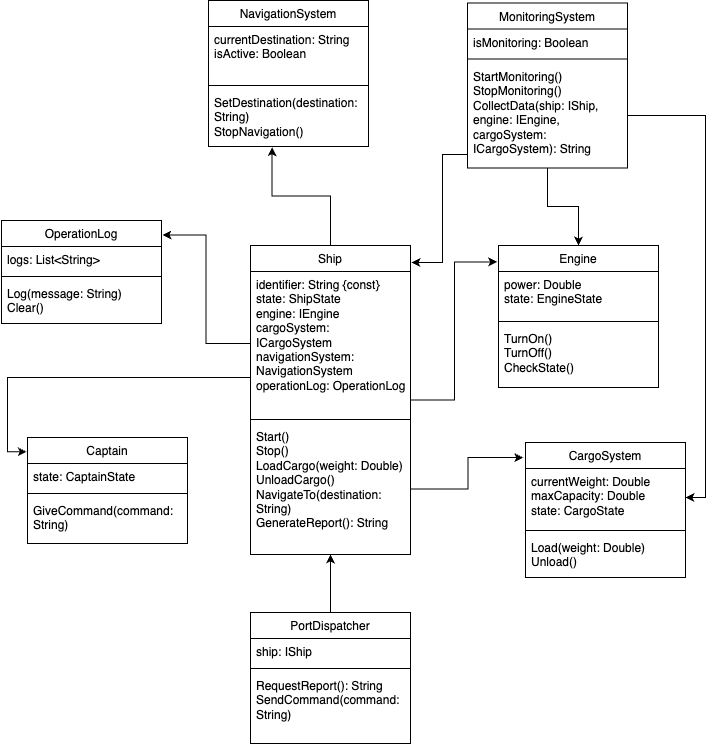 NavigationSystem
currentDestination: String
isActive: Boolean
SetDestination(destination:
String)
StopNavigation()
MonitoringSystem
isMonitoring: Boolean
StartMonitoring()
StopMonitoring()
CollectData(ship: IShip,
engine: IEngine,
cargoSystem:
ICargoSystem): String
OperationLog
logs: List<String>
Log(message: String)
Clear()
Ship
identifier: String {const}
state: ShipState
engine: IEngine
cargoSystem:
ICargoSystem
navigationSystem:
NavigationSystem
operationLog: OperationLog
Start()
Stop()
LoadCargo(weight: Double)
UnloadCargo()
NavigateTo(destination:
String)
GenerateReport(): String
Engine
power: Double
state: EngineState
TurnOn()
TurnOff()
CheckState()
Captain
state: CaptainState
GiveCommand(command:
String)
CargoSystem
currentWeight: Double
maxCapacity: Double
state: CargoState
Load(weight: Double)
Unload()
PortDispatcher
ship: IShip
RequestReport(): String
SendCommand(command:
String)